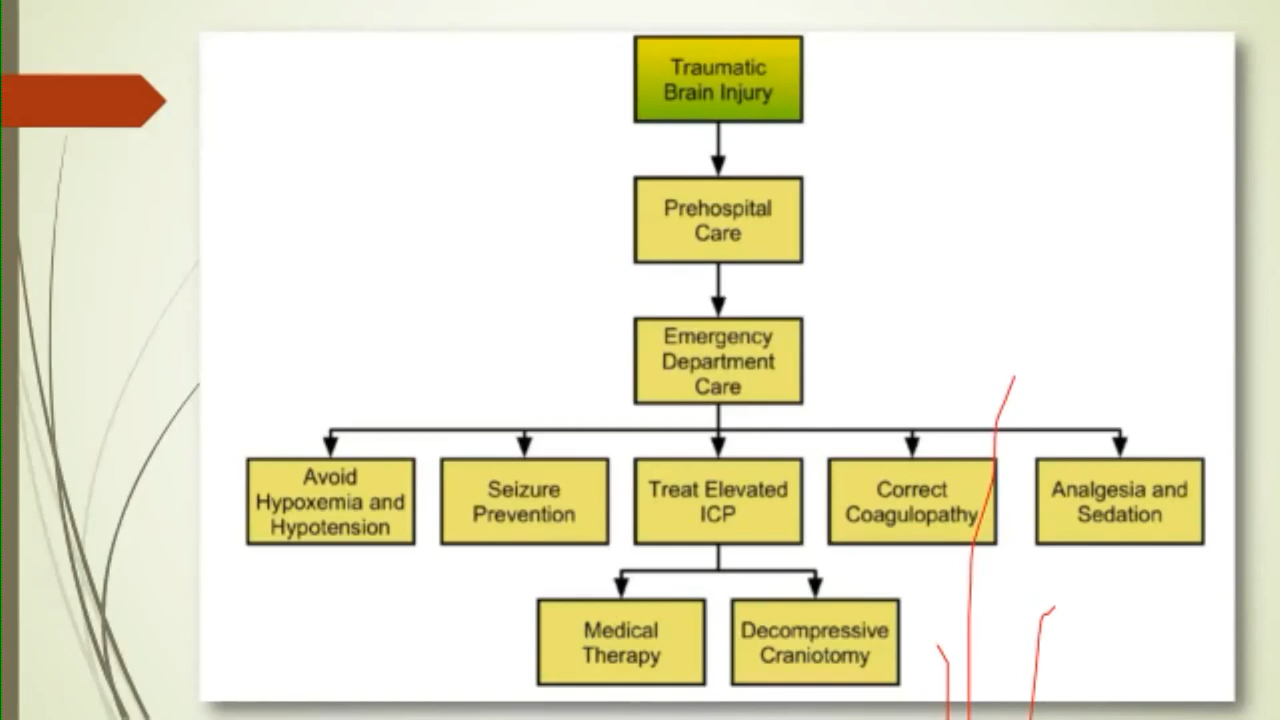 Traumatic
Brain Injury
Prehospital
Care
Emergency
Department
Care
Avoid
Hypoxemia and
Hypotension
Seizure
Prevention
Treat Elevated
ICP
Correct
Coagulopathy
Analgesia and
Sedation
Medical
Therapy
Decompressive
Craniotomy